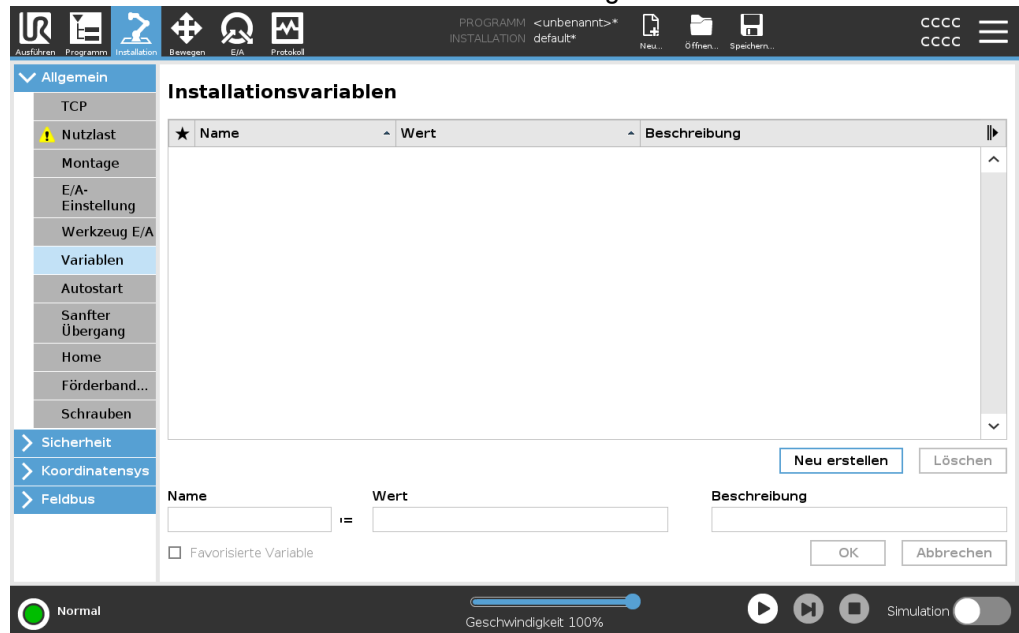 PROGRAMM <unbenannt>*
INSTALLATION default*
Ausführen Programm Installation Bewegen E/A Protokoll Neu... Öffnen... Speichern...
cccc
cccc
Allgemein
TCP
Nutzlast
Montage
E/A-
Einstellung
Werkzeug E/A
Variablen
Autostart
Sanfter
Übergang
Home
Förderband...
Schrauben
Sicherheit
Koordinatensys
Feldbus
Installationsvariablen
Name Wert Beschreibung
Neu erstellen Löschen
Name Wert Beschreibung
:=
Favorisierte Variable OK Abbrechen
Normal
Geschwindigkeit 100%
Simulation